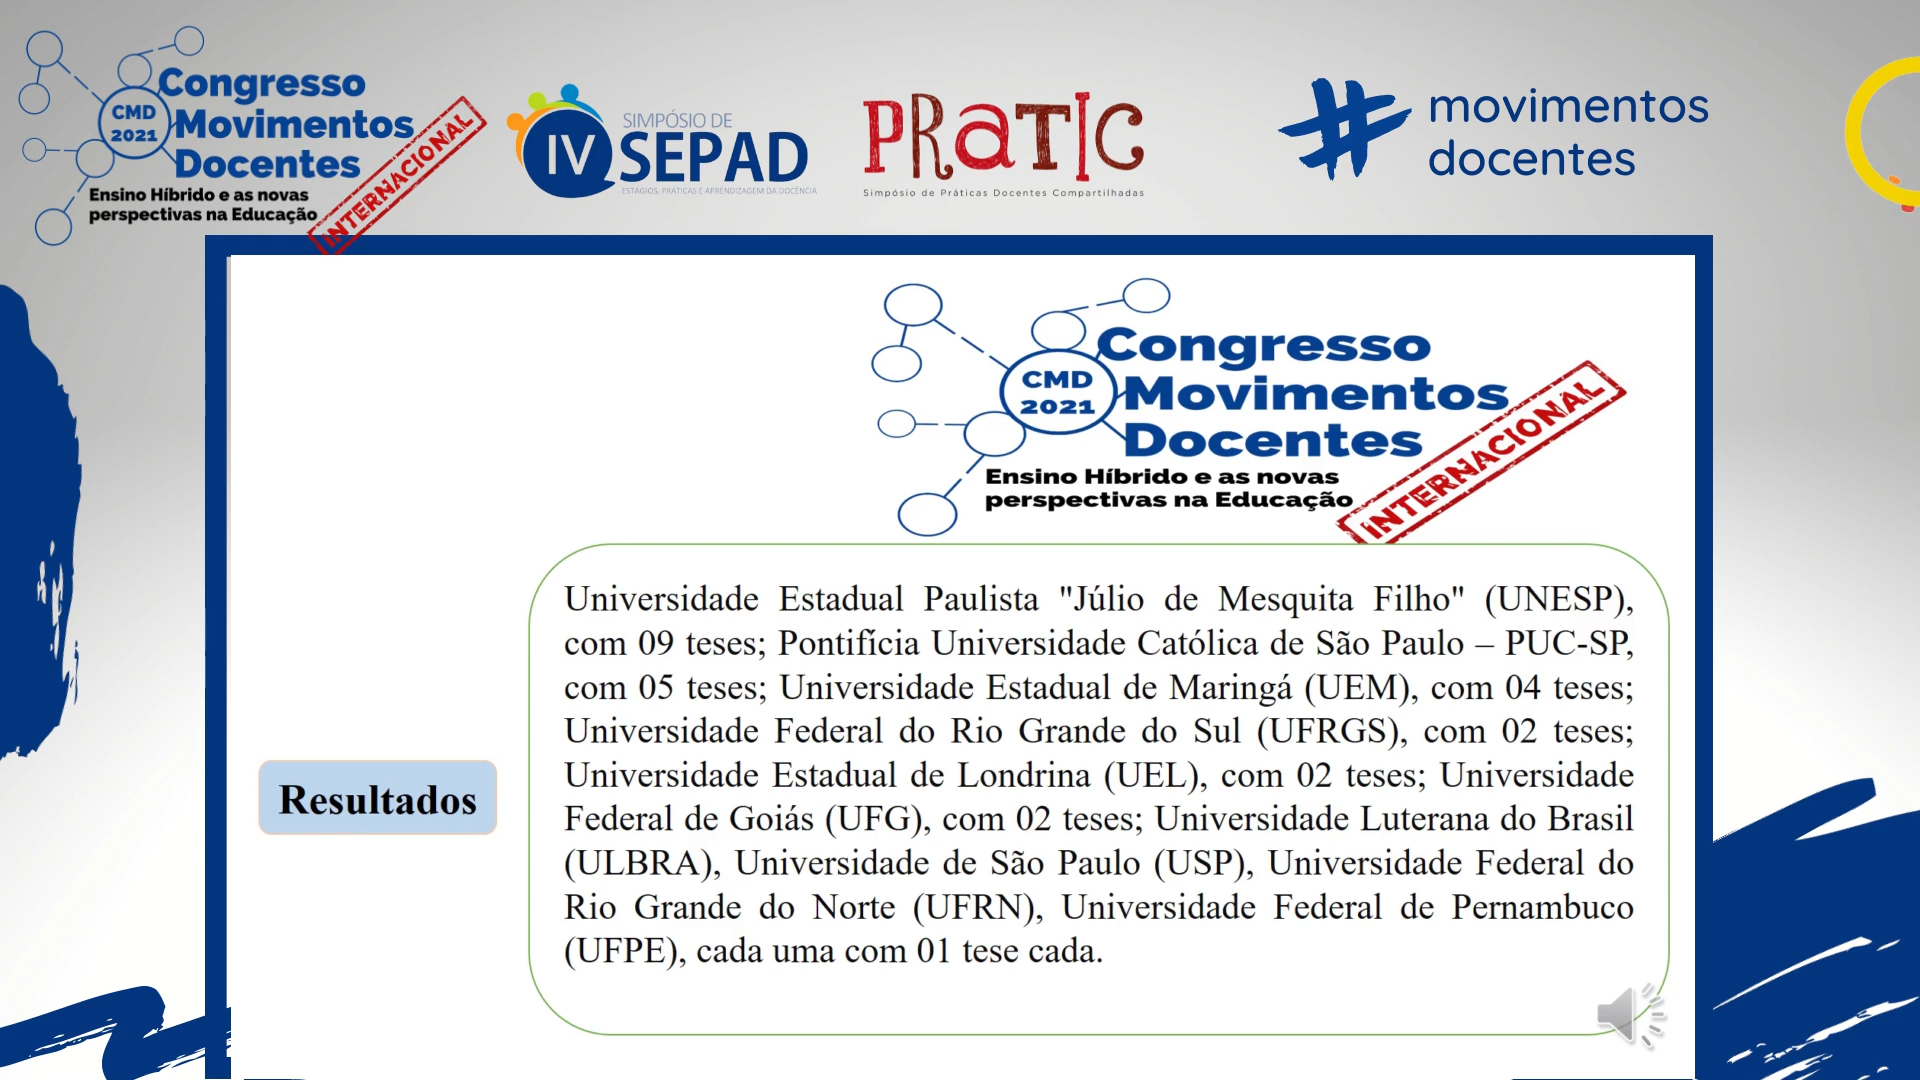 Congresso
Movimentos
Docentes
CMD
2021
Ensino Híbrido e as novas
perspectivas na Educação
INTERNACIONAL
SIMPÓSIO DE
IV SEPAD
ESTÁGIOS, PRÁTICAS E APRENDIZAGEM DA DOCÊNCIA
PRATIC
Simpósio de Práticas Docentes Compartilhadas
# movimentos
docentes
Congresso
Movimentos
Docentes
CMD
2021
Ensino Híbrido e as novas
perspectivas na Educação
INTERNACIONAL
Resultados
Universidade Estadual Paulista "Júlio de Mesquita Filho" (UNESP),
com 09 teses; Pontifícia Universidade Católica de São Paulo – PUC-SP,
com 05 teses; Universidade Estadual de Maringá (UEM), com 04 teses;
Universidade Federal do Rio Grande do Sul (UFRGS), com 02 teses;
Universidade Estadual de Londrina (UEL), com 02 teses; Universidade
Federal de Goiás (UFG), com 02 teses; Universidade Luterana do Brasil
(ULBRA), Universidade de São Paulo (USP), Universidade Federal do
Rio Grande do Norte (UFRN), Universidade Federal de Pernambuco
(UFPE), cada uma com 01 tese cada.